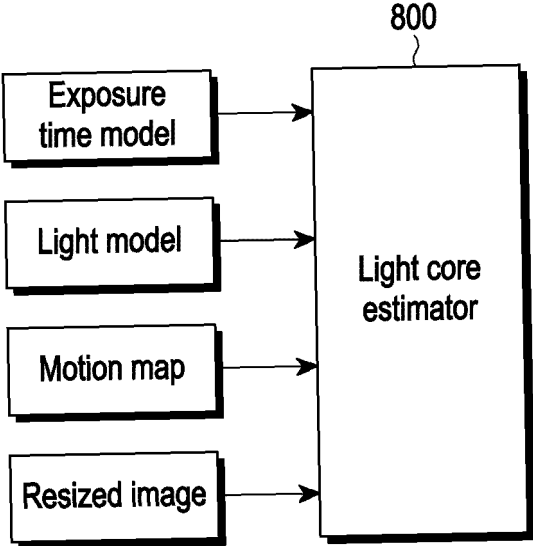 800
Exposure
time model
Light model
Motion map
Resized image
Light core
estimator